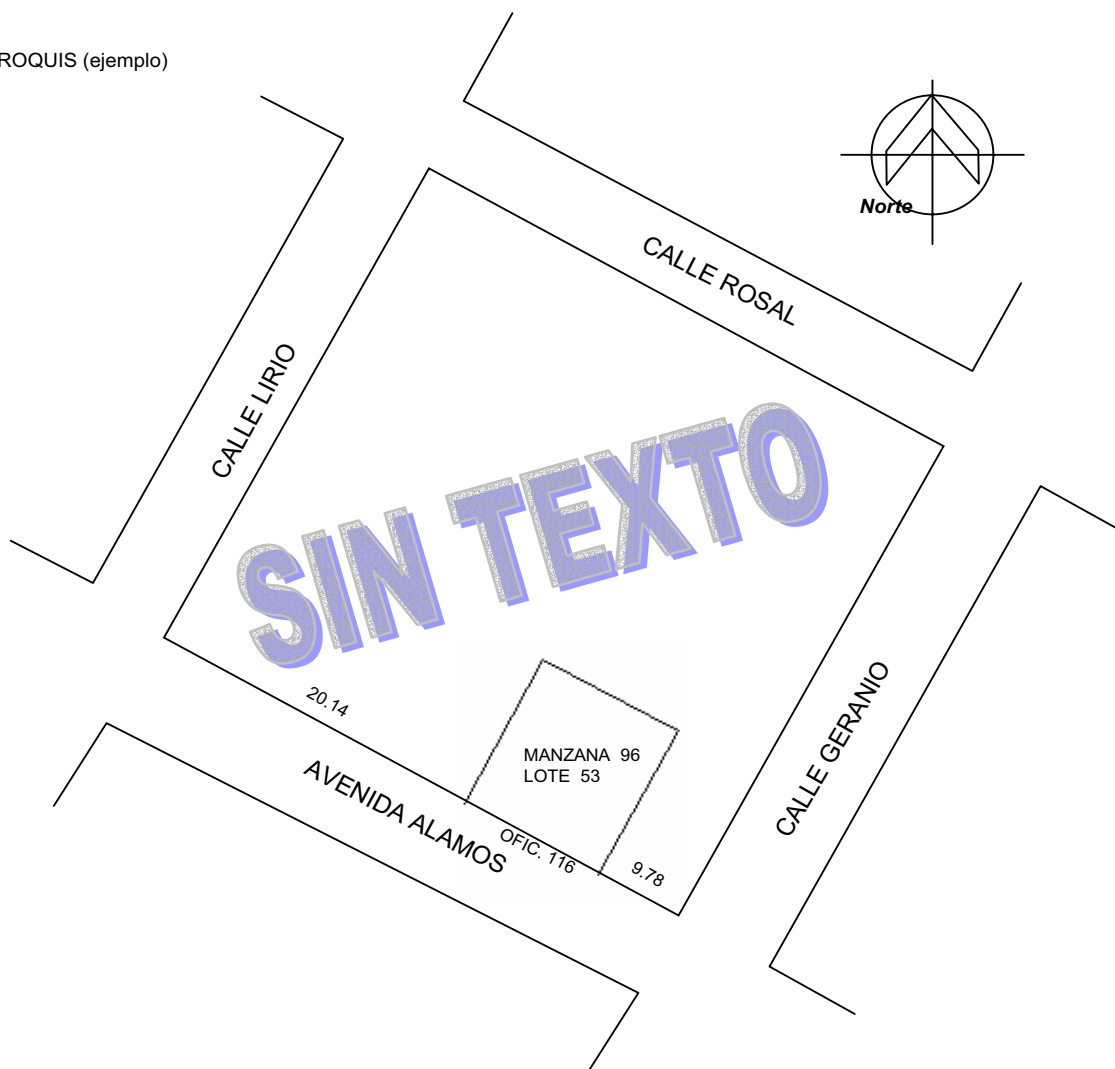 ROQUIS (ejemplo)
Norte
CALLE ROSAL
CALLE LIRIO
SIN TEXTO
20.14
MANZANA 96
LOTE 53
CALLE GERANIO
AVENIDA ALAMOS
OFIC. 116
9.78